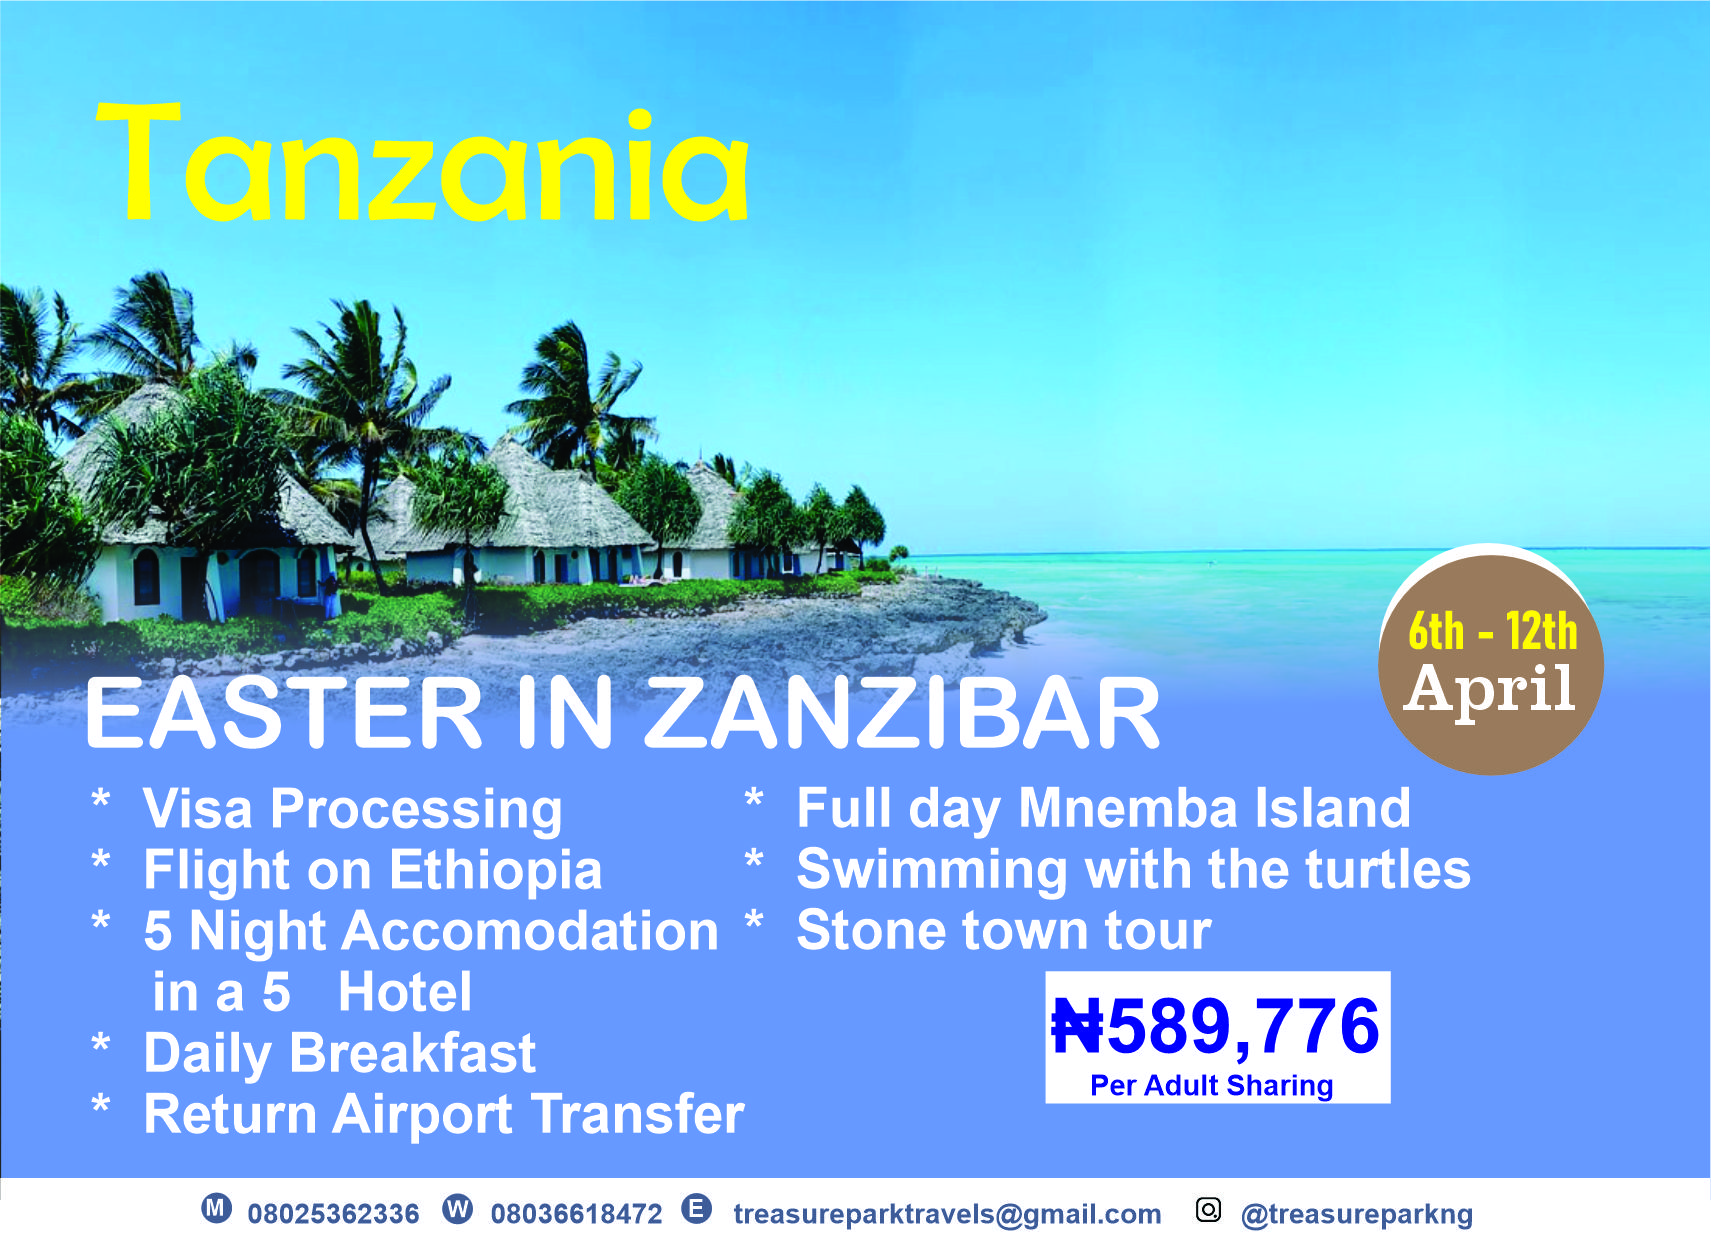 Tanzania
6th - 12th
April
EASTER IN ZANZIBAR
* Visa Processing
* Flight on Ethiopia
* 5 Night Accomodation
in a 5 Hotel
* Daily Breakfast
* Return Airport Transfer
* Full day Mnemba Island
* Swimming with the turtles
* Stone town tour
₦589,776
Per Adult Sharing
M 08025362336 W 08036618472 E treasureparktravels@gmail.com @treasureparkng